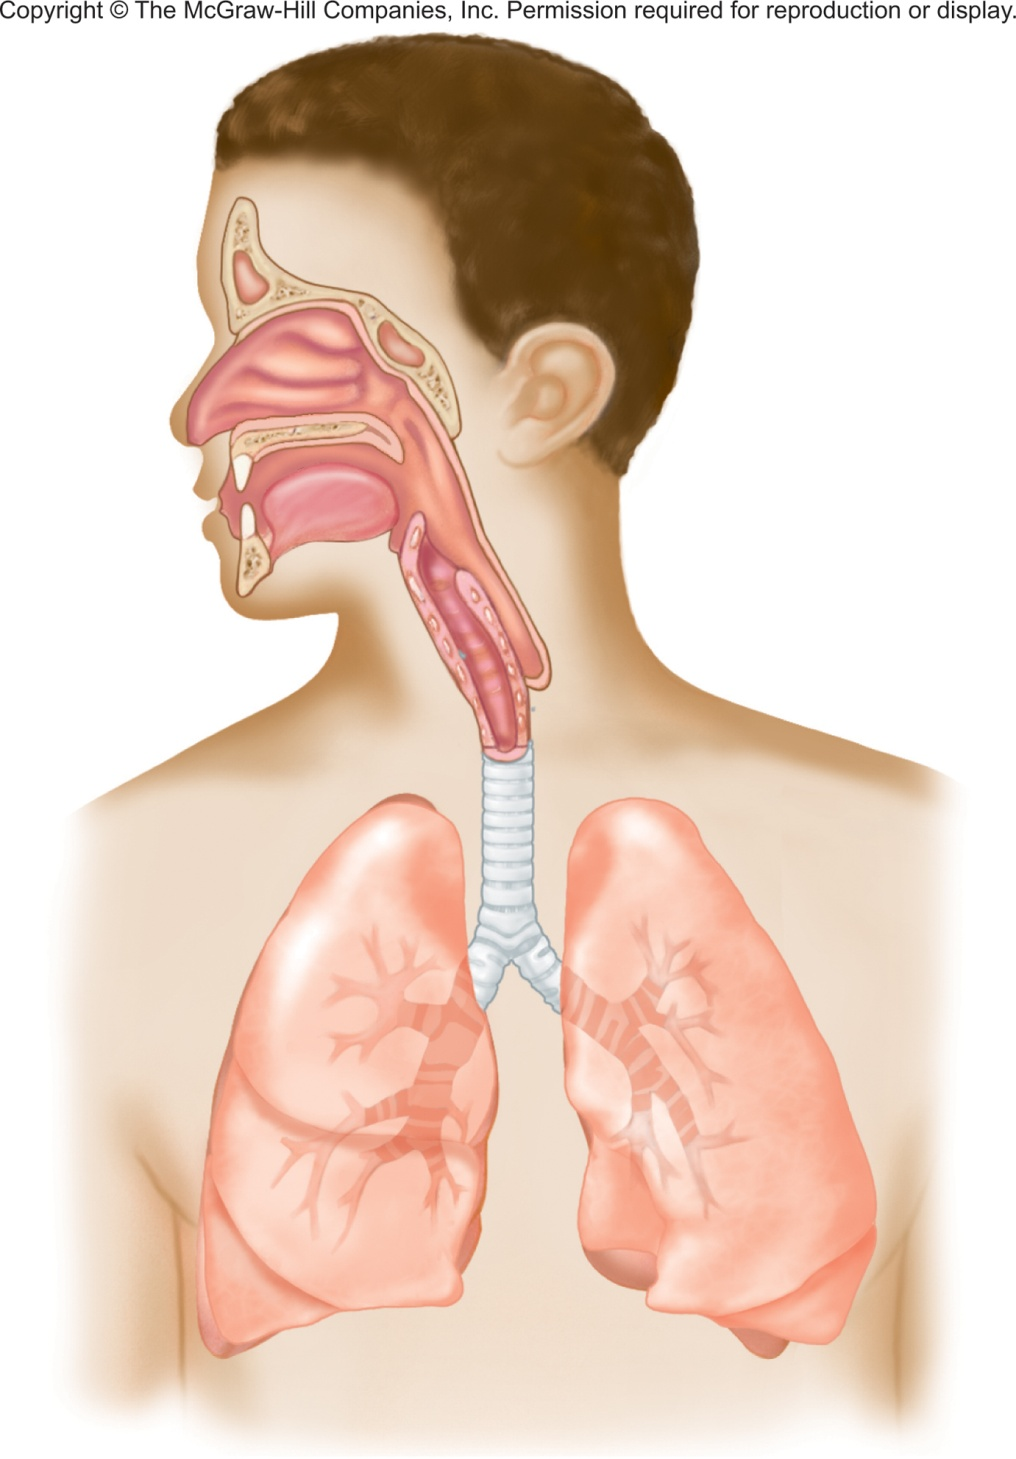 Copyright © The McGraw-Hill Companies, Inc. Permission required for reproduction or display.